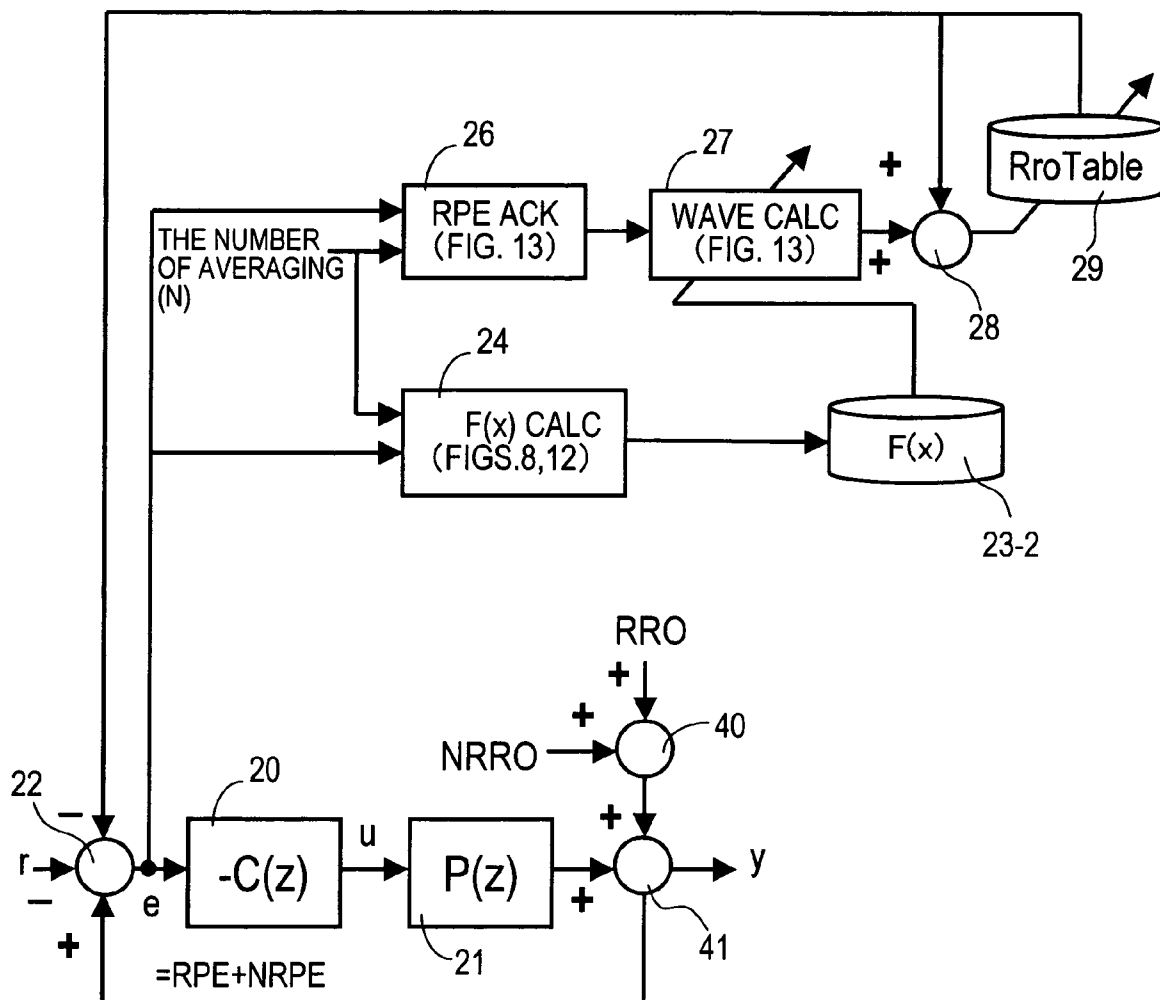 26
27
+
RroTable
RPE ACK
(FIG. 13)
WAVE CALC
(FIG. 13)
+
29
THE NUMBER
OF AVERAGING
(N)
28
24
F(x) CALC
(FIGS.8,12)
F(x)
23-2
RRO
+
+
40
NRRO
20
22
−
+
r
−
e
-C(z)
u
P(z)
+
y
+
21
41
=RPE+NRPE